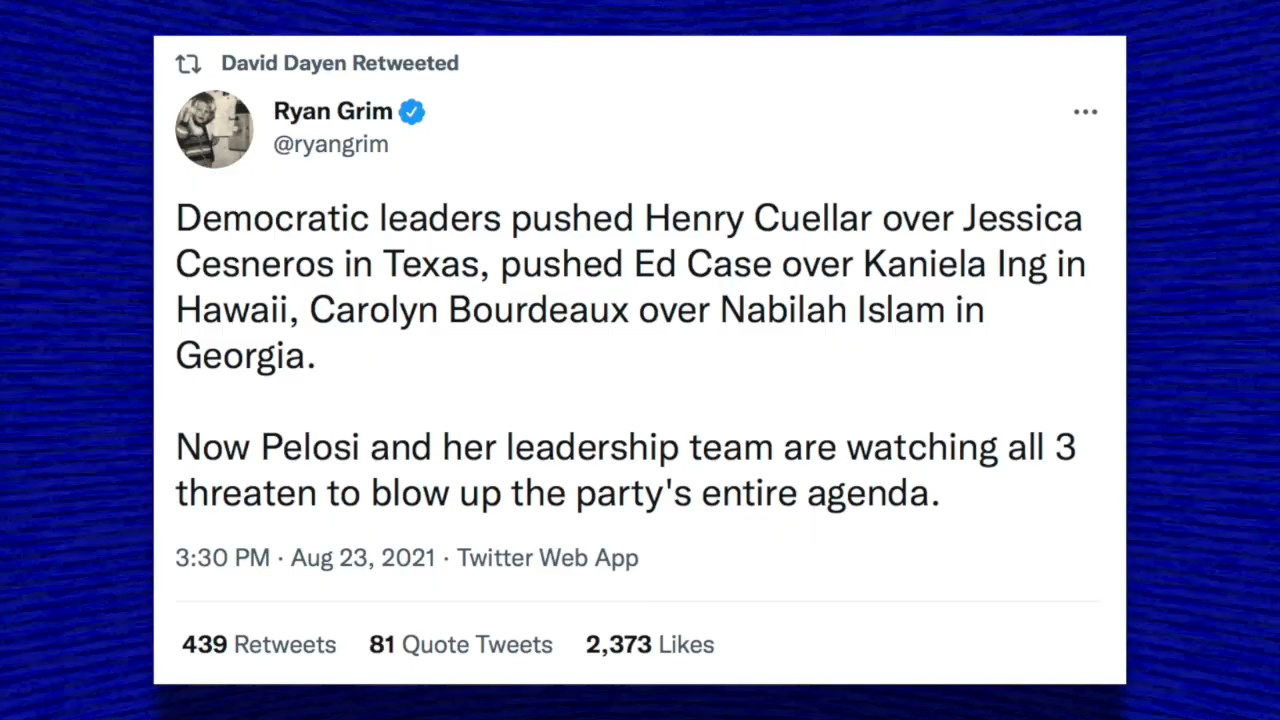 David Dayen Retweeted
Ryan Grim
@ryangrim
Democratic leaders pushed Henry Cuellar over Jessica
Cesneros in Texas, pushed Ed Case over Kaniela Ing in
Hawaii, Carolyn Bourdeaux over Nabilah Islam in
Georgia.
Now Pelosi and her leadership team are watching all 3
threaten to blow up the party's entire agenda.
3:30 PM · Aug 23, 2021 · Twitter Web App
439 Retweets 81 Quote Tweets 2,373 Likes